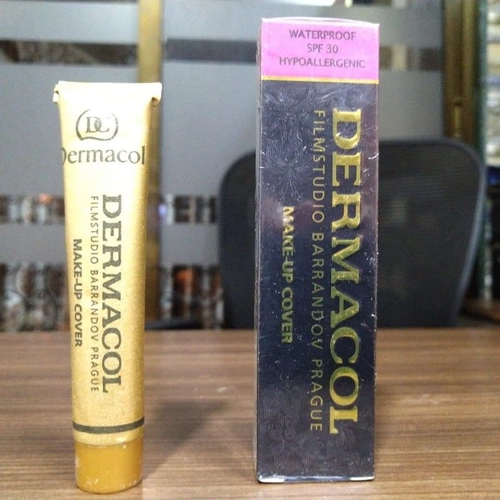 DC
Dermacol
DERMACOL
FILMSTUDIO BARRANDOV PRAGUE
MAKE-UP COVER
WATERPROOF
SPF 30
HYPOALLERGENIC
DERMACOL
FILMSTUDIO BARRANDOV PRAGUE
MAKE-UP COVER